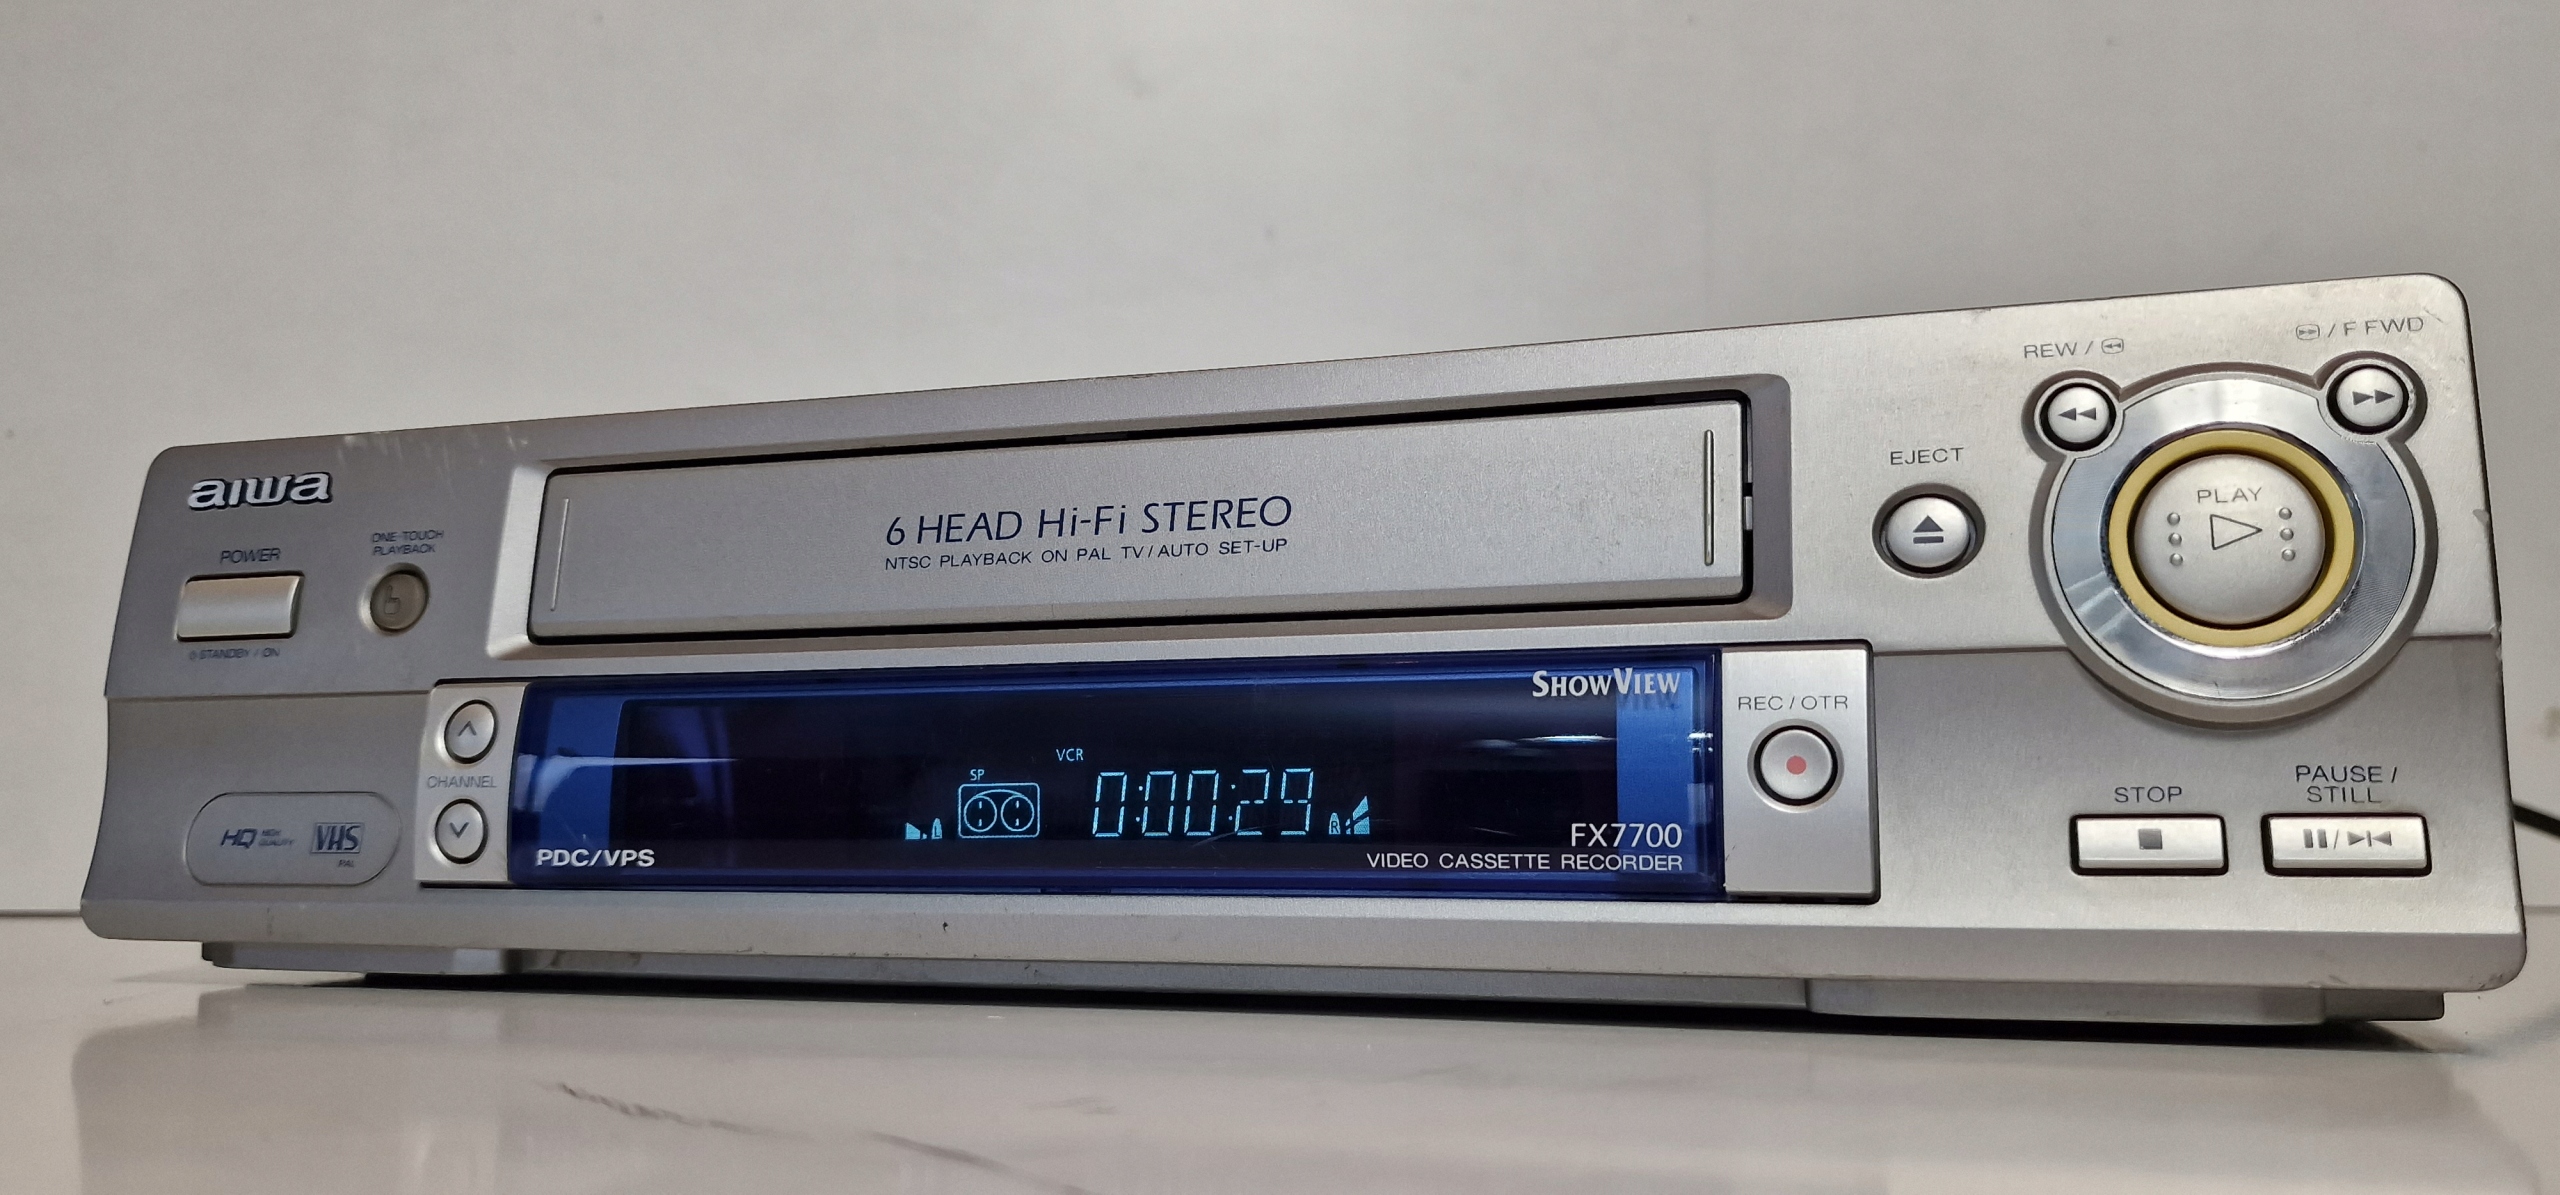 aiwa
POWER
STANDBY / ON
ONE-TOUCH
PLAYBACK
6 HEAD Hi-Fi STEREO
NTSC PLAYBACK ON PAL TV / AUTO SET-UP
EJECT
REW /
/ F FWD
PLAY
CHANNEL
HQ HIGH
QUALITY
VHS
PAL
SHOWVIEW
VCR
SP
L
0:00:29
R
PDC/VPS
FX7700
VIDEO CASSETTE RECORDER
REC / OTR
STOP
PAUSE /
STILL